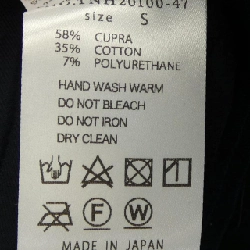 size S
58% CUPRA
35% COTTON
7% POLYURETHANE
HAND WASH WARM
DO NOT BLEACH
DO NOT IRON
DRY CLEAN
F W
MADE IN JAPAN